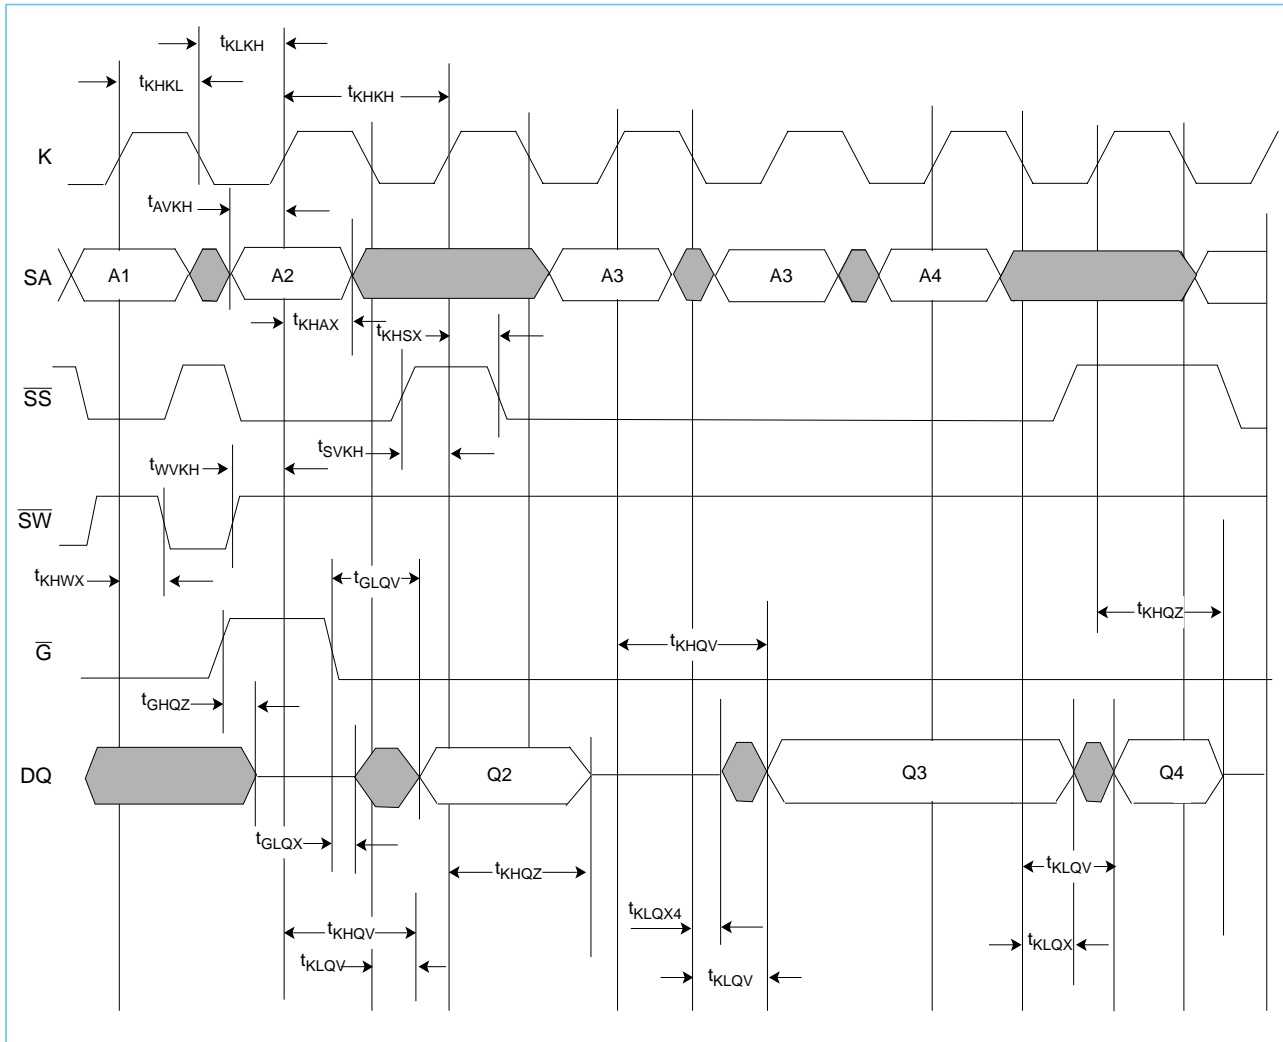 tKLKH
tKHKL
tKHKH
K
tAVKH
SA A1 A2 A3 A3 A4
tKHAX
tKHSX
SS
tSVKH
tWVKH
SW
tKHWX
tGLQV
tKHQZ
G
tKHQV
tGHQZ
DQ Q2 Q3 Q4
tGLQX
tKHQZ
tKLQV
tKLQX4
tKHQV
tKLQX
tKLQV
tKLQV